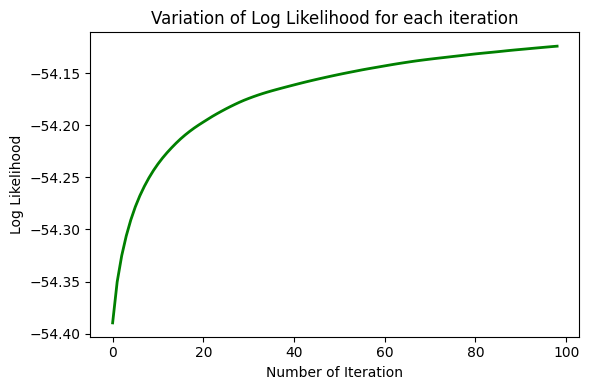 Variation of Log Likelihood for each iteration
Log Likelihood
−54.15
−54.20
−54.25
−54.30
−54.35
−54.40
0 20 40 60 80 100
Number of Iteration